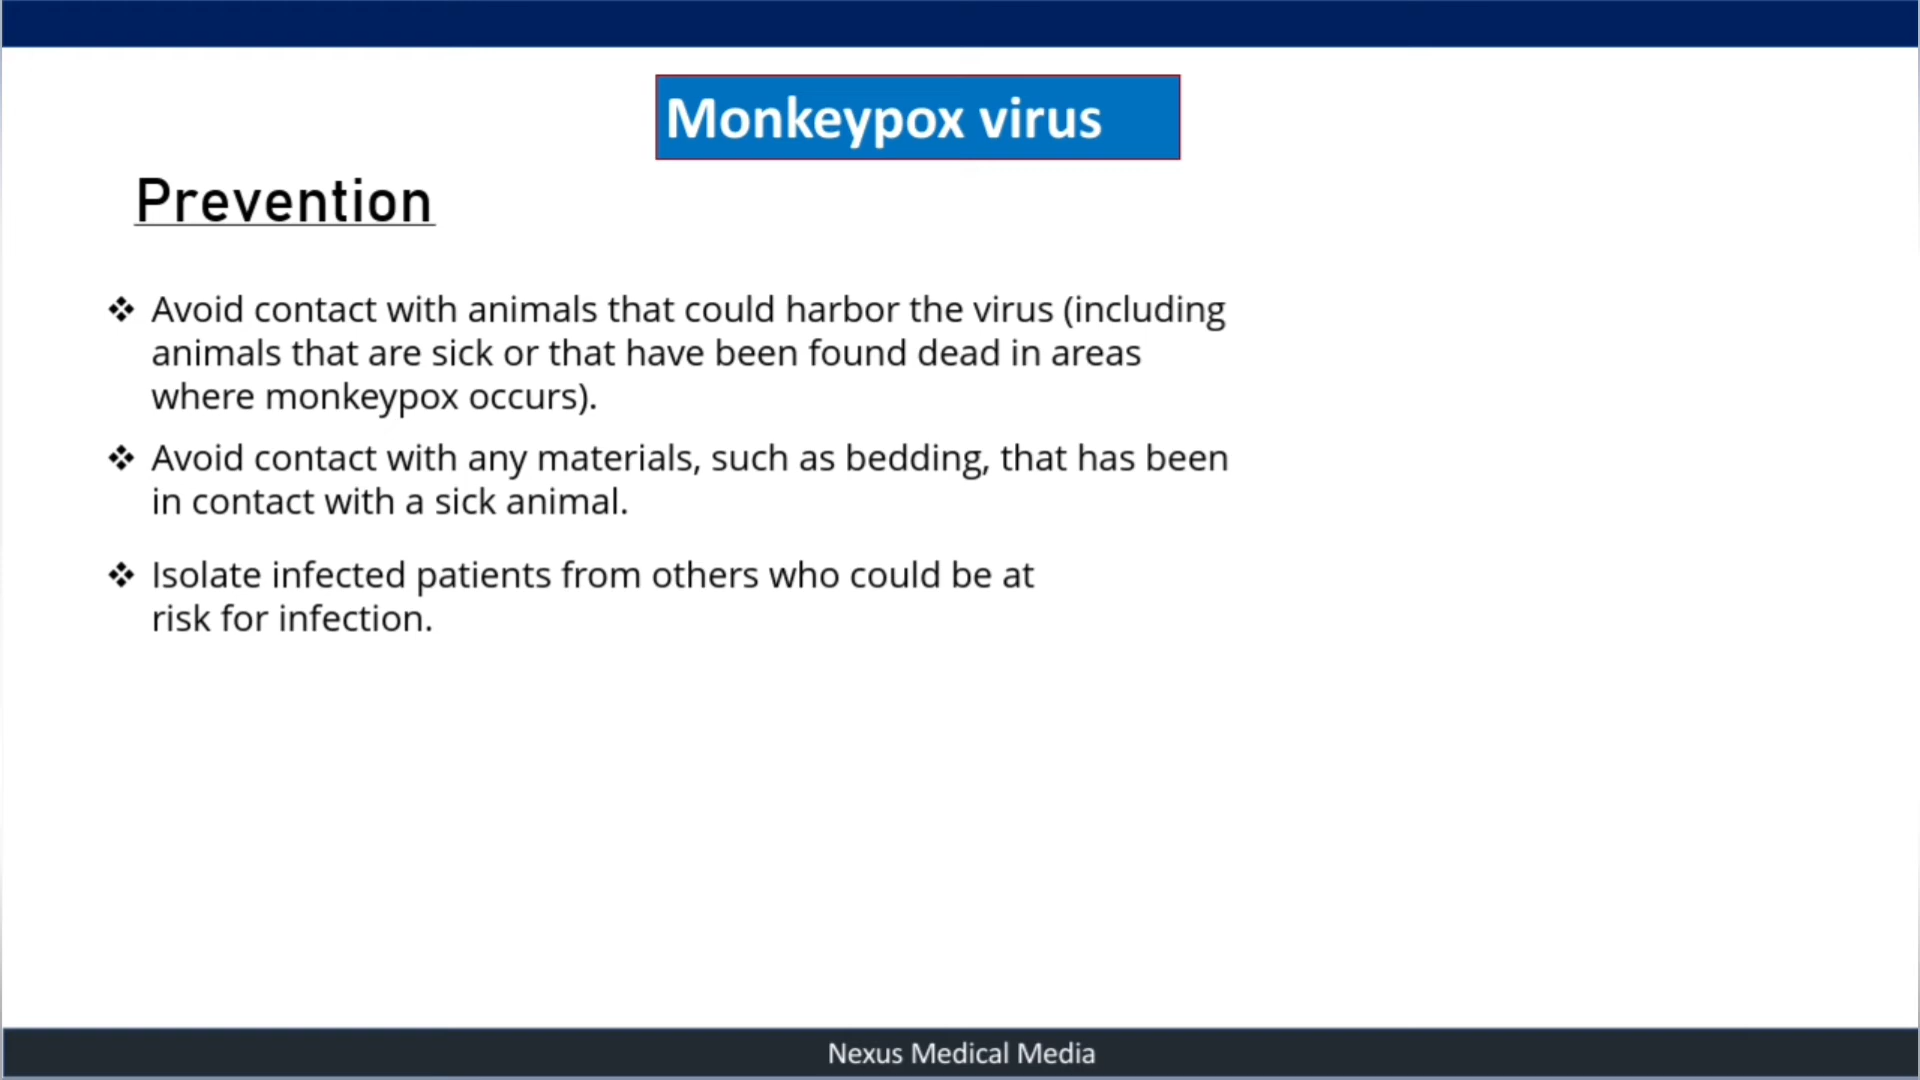 Monkeypox virus
Prevention
❖ Avoid contact with animals that could harbor the virus (including
animals that are sick or that have been found dead in areas
where monkeypox occurs).
❖ Avoid contact with any materials, such as bedding, that has been
in contact with a sick animal.
❖ Isolate infected patients from others who could be at
risk for infection.
Nexus Medical Media